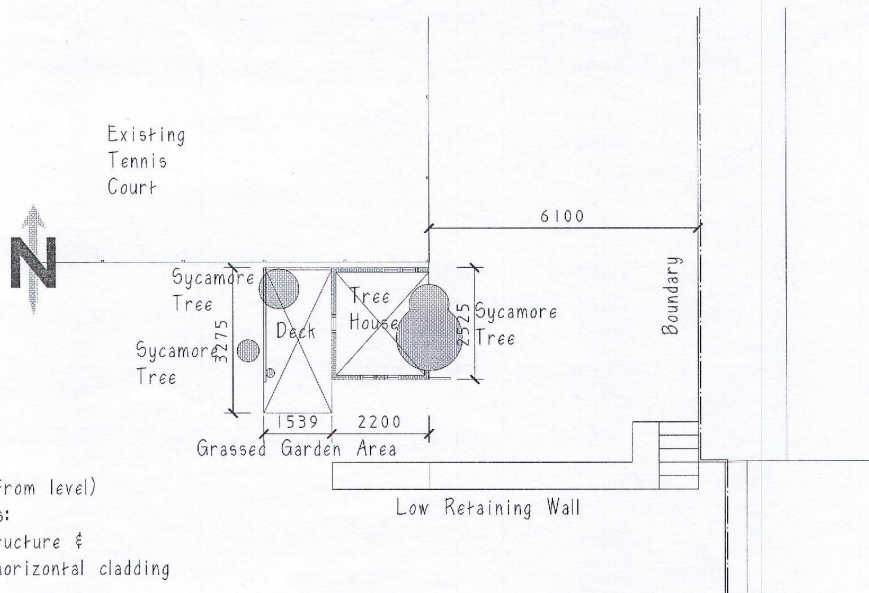 Existing
Tennis
Court
N
6100
Boundary
Sycamore
Tree
Tree
House
Deck
2525
Sycamore
Tree
3275
Sycamore
Tree
1539
2200
Grassed Garden Area
from level)
s:
ructure &
horizontal cladding
Low Retaining Wall